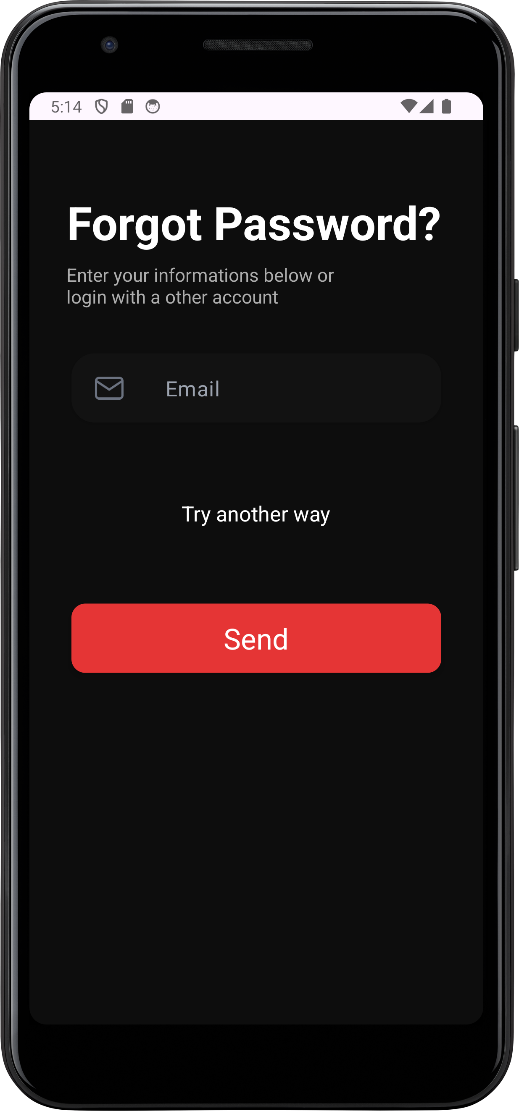 5:14
Forgot Password?
Enter your informations below or
login with a other account
Email
Try another way
Send